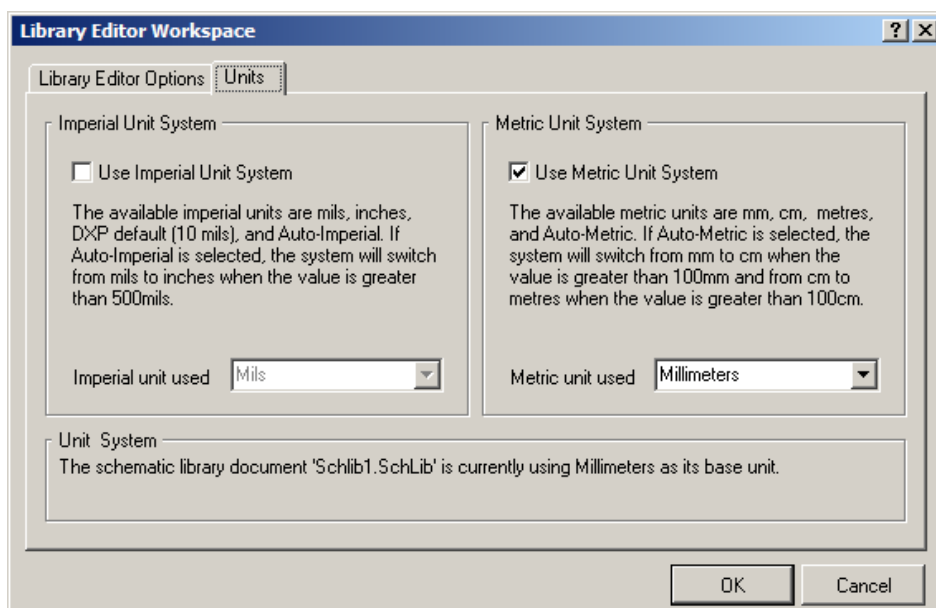 Library Editor Workspace
Library Editor Options
Units
Imperial Unit System
Use Imperial Unit System
The available imperial units are mils, inches,
DXP default (10 mils), and Auto-Imperial. If
Auto-Imperial is selected, the system will switch
from mils to inches when the value is greater
than 500mils.
Imperial unit used
Mils
Metric Unit System
Use Metric Unit System
The available metric units are mm, cm, metres,
and Auto-Metric. If Auto-Metric is selected, the
system will switch from mm to cm when the
value is greater than 100mm and from cm to
metres when the value is greater than 100cm.
Metric unit used
Millimeters
Unit System
The schematic library document 'Schlib1.SchLib' is currently using Millimeters as its base unit.
OK
Cancel